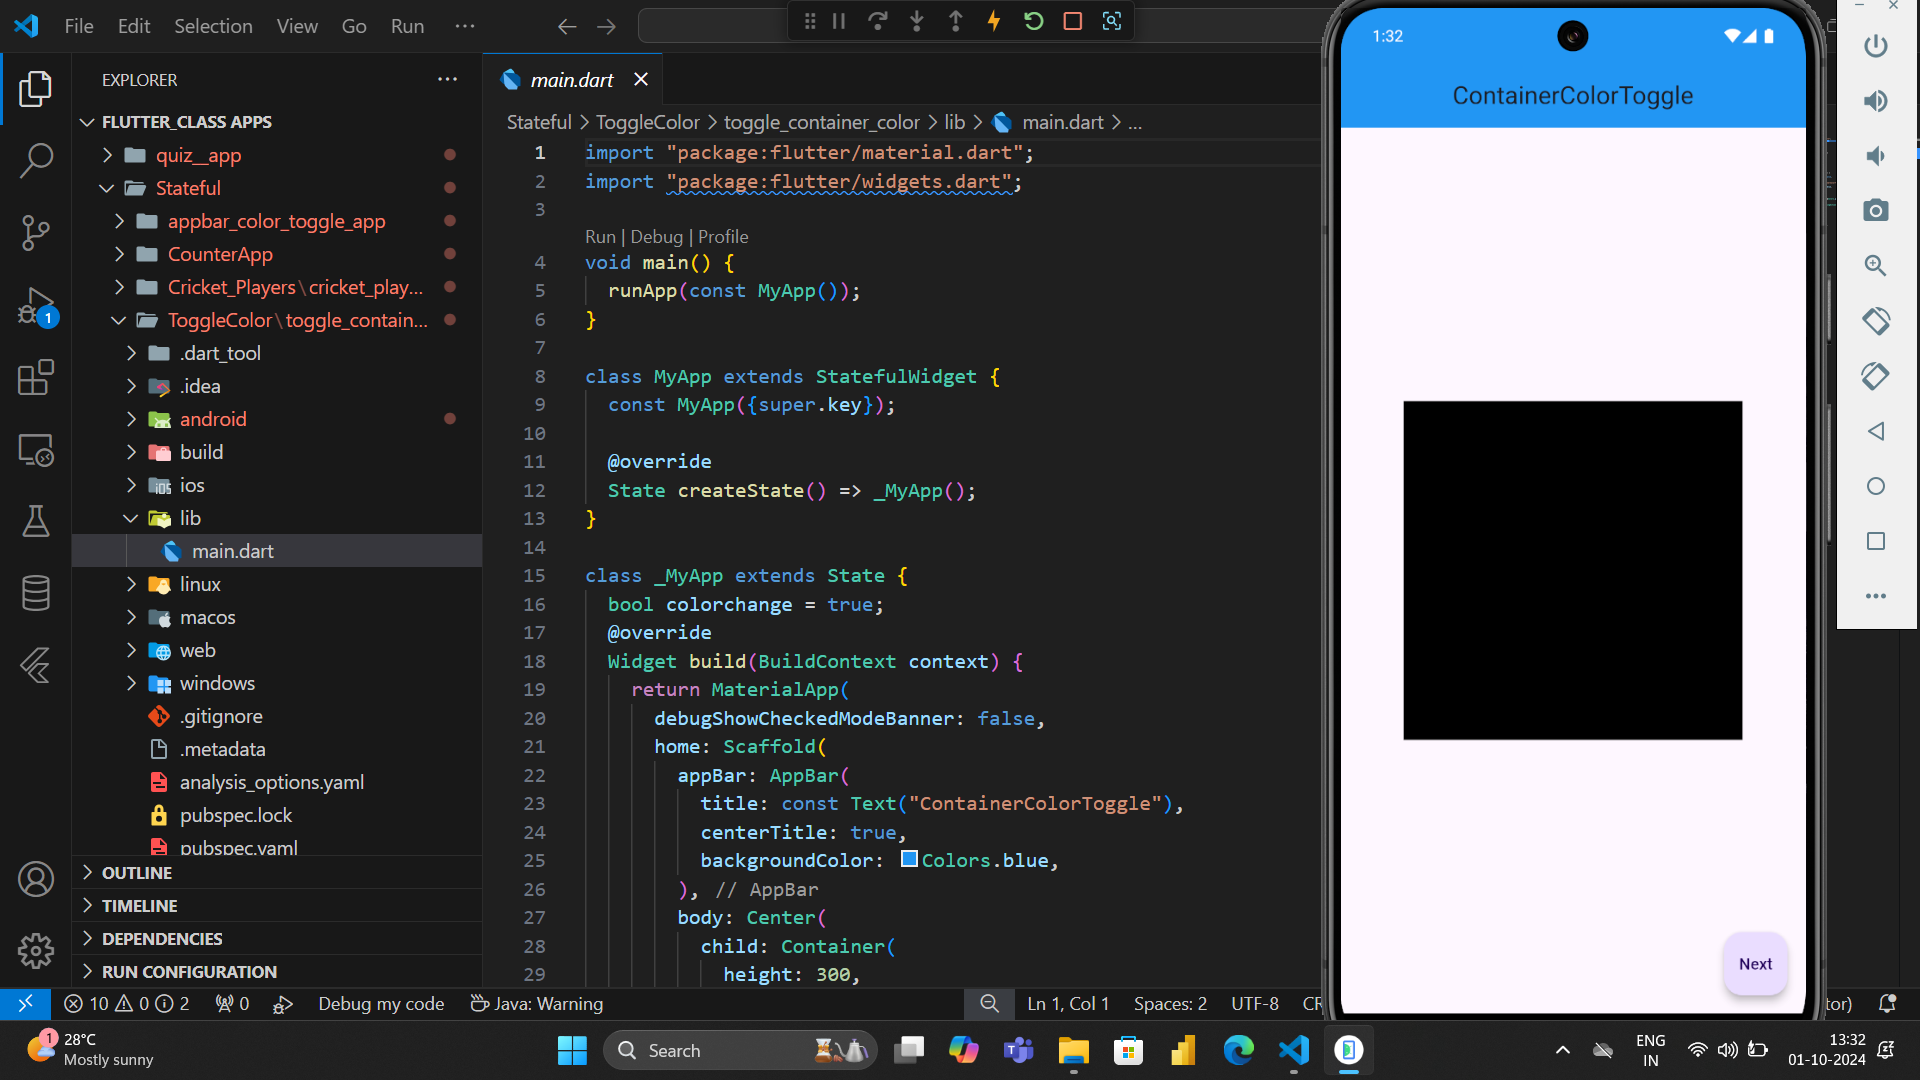 File Edit Selection View Go Run ···
EXPLORER
FLUTTER_CLASS APPS
quiz__app
Stateful
appbar_color_toggle_app
CounterApp
Cricket_Players\cricket_play...
ToggleColor\toggle_contain...
.dart_tool
.idea
android
build
ios
lib
main.dart
linux
macos
web
windows
.gitignore
.metadata
analysis_options.yaml
pubspec.lock
pubspec.yaml
OUTLINE
TIMELINE
DEPENDENCIES
RUN CONFIGURATION
1
main.dart
Stateful > ToggleColor > toggle_container_color > lib > main.dart > ...
1 import "package:flutter/material.dart";
2 import "package:flutter/widgets.dart";
3
Run | Debug | Profile
4 void main() {
5 runApp(const MyApp());
6 }
7
8 class MyApp extends StatefulWidget {
9 const MyApp({super.key});
10
11 @override
12 State createState() => _MyApp();
13 }
14
15 class _MyApp extends State {
16 bool colorchange = true;
17 @override
18 Widget build(BuildContext context) {
19 return MaterialApp(
20 debugShowCheckedModeBanner: false,
21 home: Scaffold(
22 appBar: AppBar(
23 title: const Text("ContainerColorToggle"),
24 centerTitle: true,
25 backgroundColor: Colors.blue,
26 ), // AppBar
27 body: Center(
28 child: Container(
29 height: 300,
1:32
ContainerColorToggle
Next
10 0 2 0 Debug my code Java: Warning Ln 1, Col 1 Spaces: 2 UTF-8 CR tor)
1 28°C
Mostly sunny
Search
ENG
IN
13:32
01-10-2024